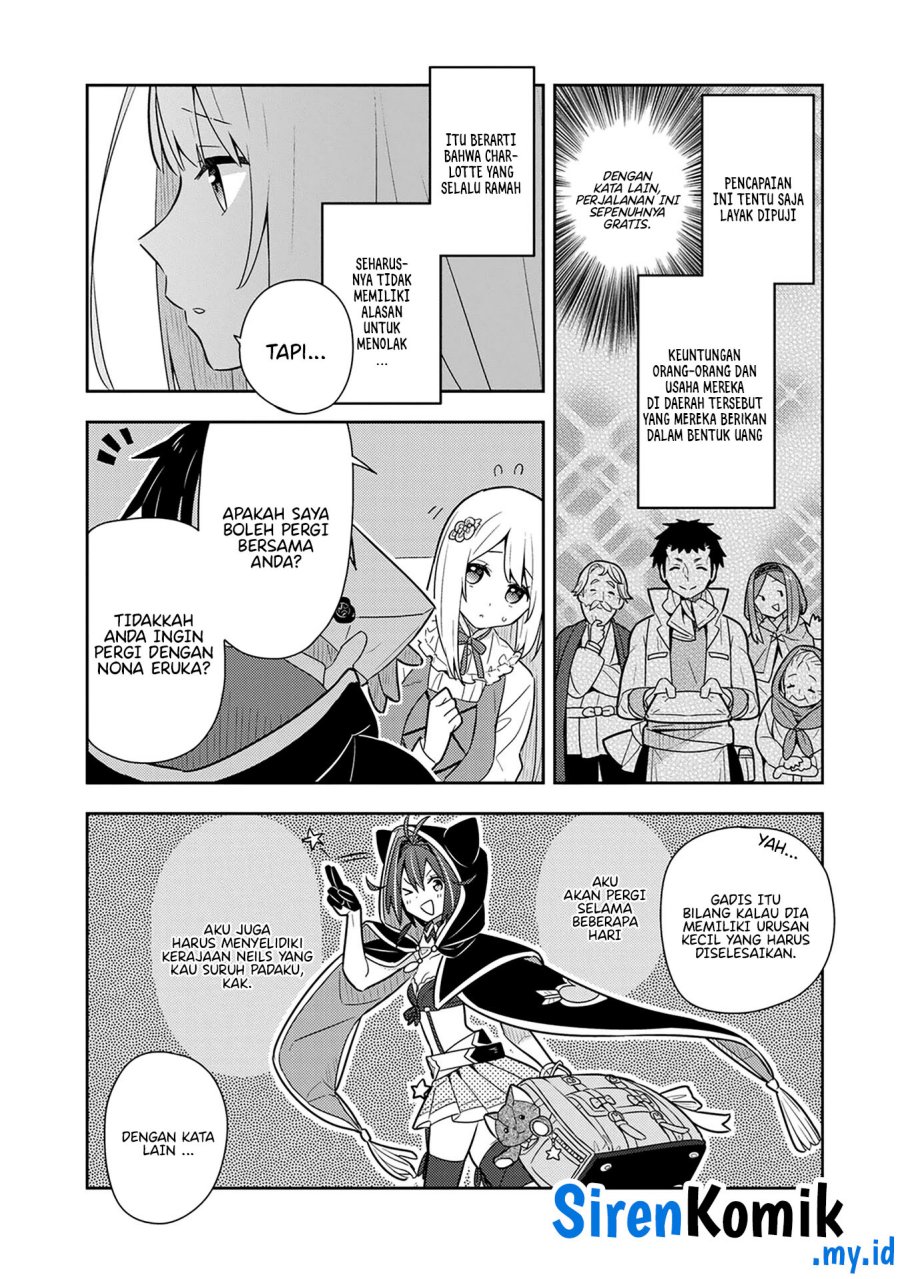 PENCAPAIAN
INI TENTU SAJA
LAYAK DIPUJI
DENGAN
KATA LAIN,
PERJALANAN INI
SEPENUHNYA
GRATIS.
KEUNTUNGAN
ORANG-ORANG DAN
USAHA MEREKA
DI DAERAH TERSEBUT
YANG MEREKA BERIKAN
DALAM BENTUK UANG
ITU BERARTI
BAHWA CHAR-
LOTTE YANG
SELALU RAMAH
SEHARUS-
NYA TIDAK
MEMILIKI
ALASAN
UNTUK
MENOLAK
...
TAPI...
APAKAH SAYA
BOLEH PERGI
BERSAMA
ANDA?
TIDAKKAH
ANDA INGIN
PERGI DENGAN
NONA ERUKA?
YAH...
GADIS ITU
BILANG KALAU DIA
MEMILIKI URUSAN
KECIL YANG HARUS
DISELESAIKAN.
AKU
AKAN PERGI
SELAMA
BEBERAPA
HARI
AKU JUGA
HARUS MENYELIDIKI
KERAJAAN NEILS YANG
KAU SURUH PADAKU,
KAK.
DENGAN KATA
LAIN ...
SirenKomik
.my.id